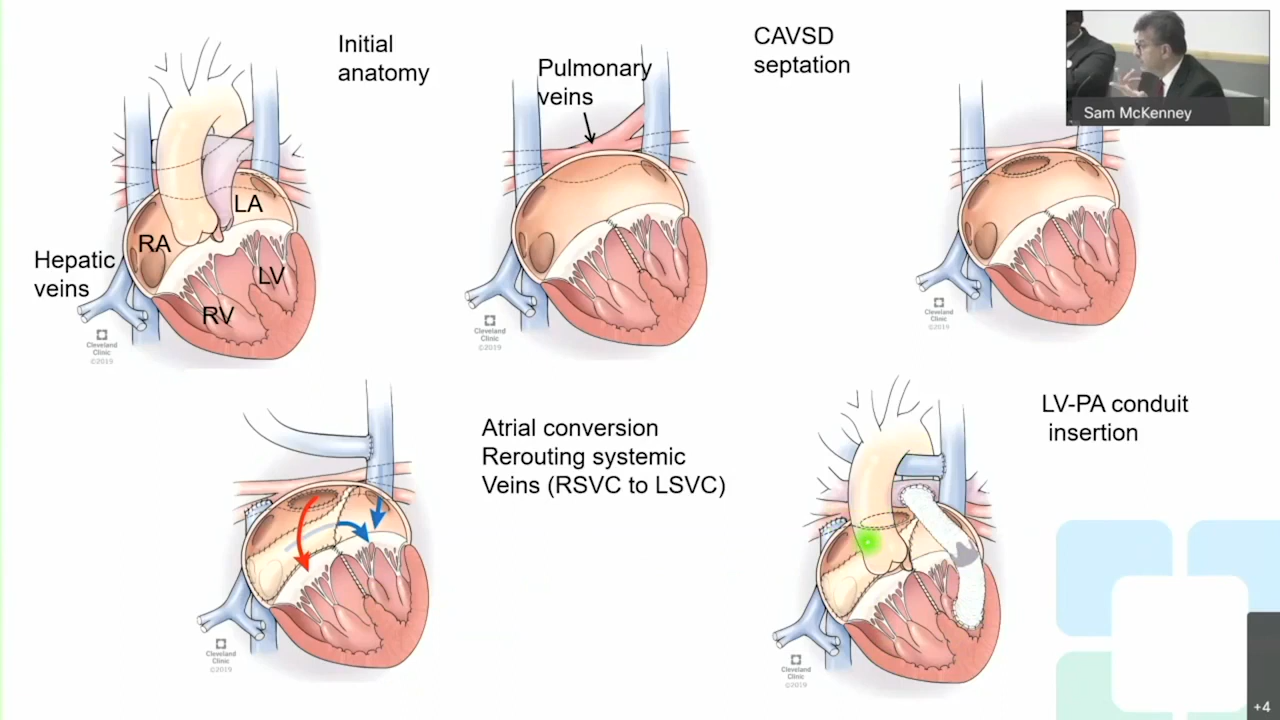 Initial
anatomy
Pulmonary
veins
CAVSD
septation
Sam McKenney
LA
RA
Hepatic
veins
LV
RV
Cleveland
Clinic
©2019
Cleveland
Clinic
©2019
Cleveland
Clinic
©2019
Atrial conversion
Rerouting systemic
Veins (RSVC to LSVC)
LV-PA conduit
insertion
Cleveland
Clinic
©2019
Cleveland
Clinic
©2019
+4